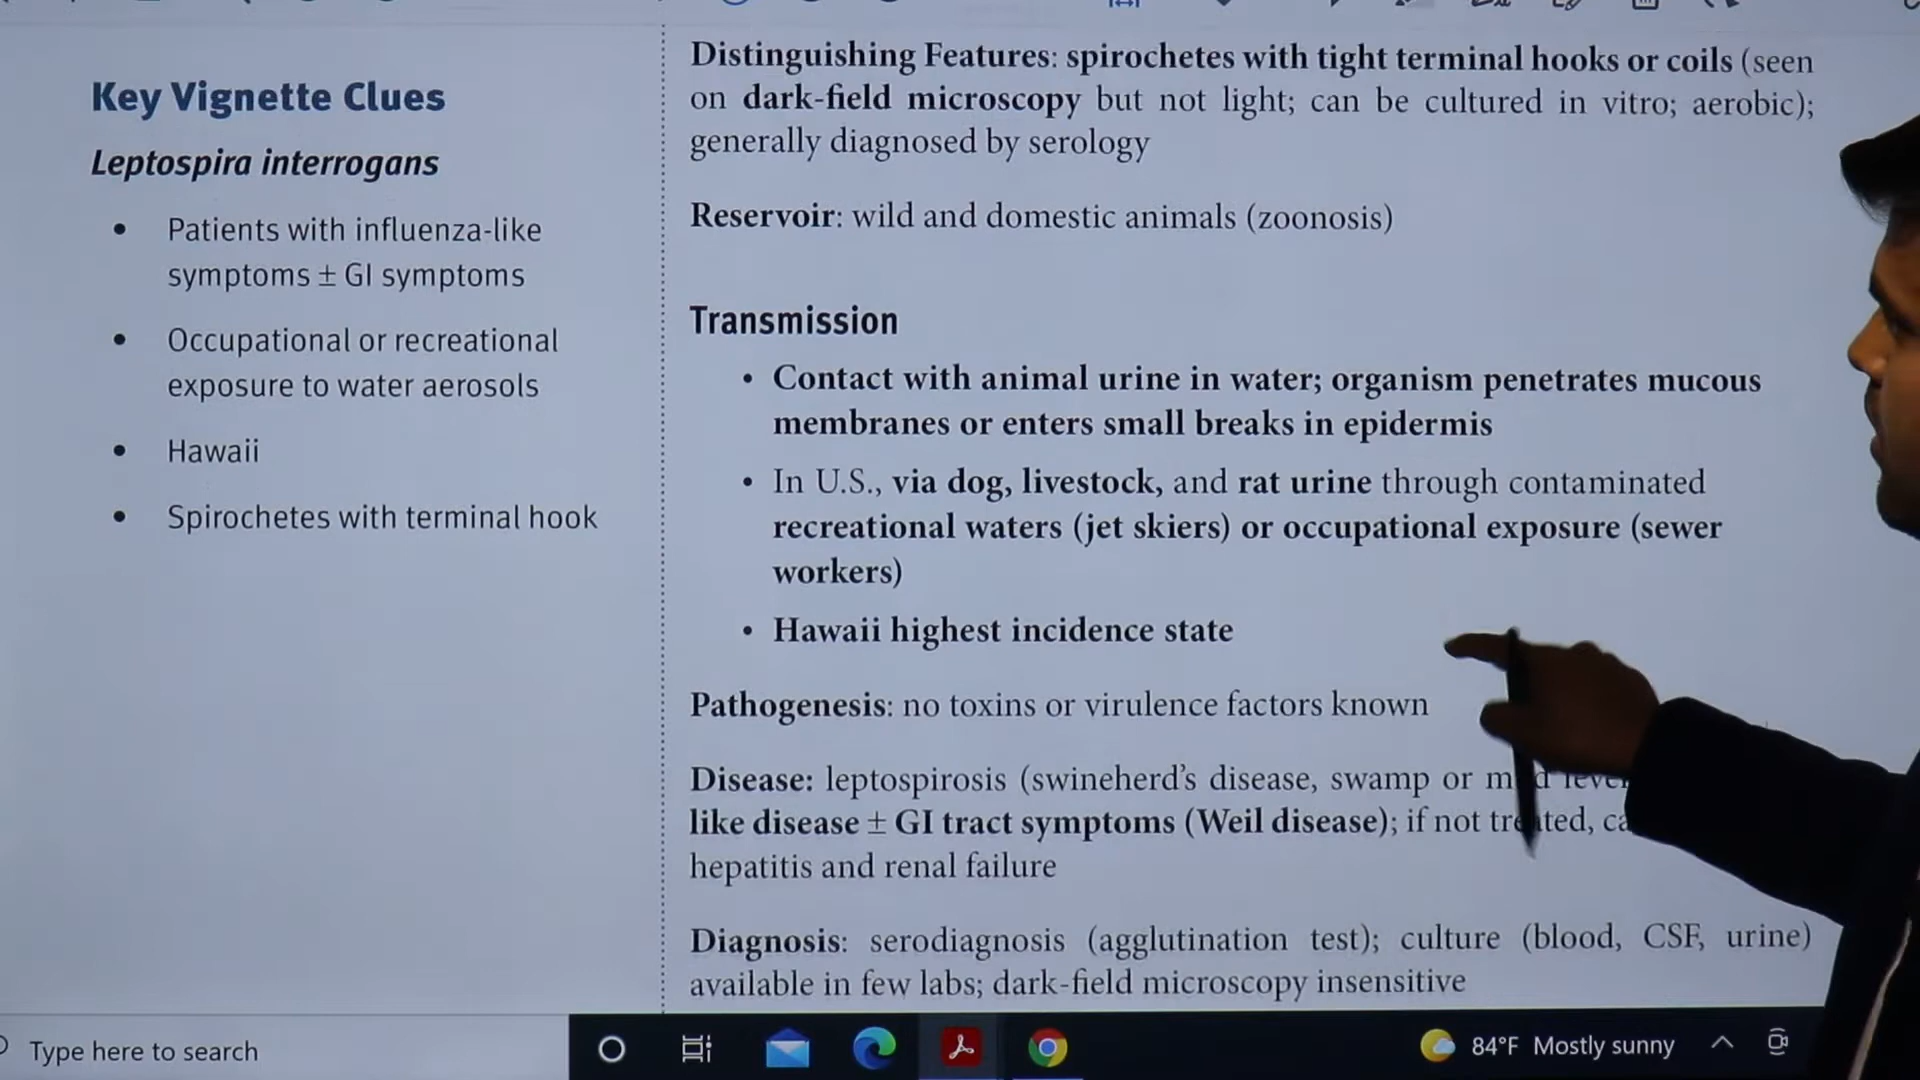 Key Vignette Clues
Leptospira interrogans
• Patients with influenza-like
symptoms ± GI symptoms
• Occupational or recreational
exposure to water aerosols
• Hawaii
• Spirochetes with terminal hook
Distinguishing Features: spirochetes with tight terminal hooks or coils (seen
on dark-field microscopy but not light; can be cultured in vitro; aerobic);
generally diagnosed by serology
Reservoir: wild and domestic animals (zoonosis)
Transmission
• Contact with animal urine in water; organism penetrates mucous
membranes or enters small breaks in epidermis
• In U.S., via dog, livestock, and rat urine through contaminated
recreational waters (jet skiers) or occupational exposure (sewer
workers)
• Hawaii highest incidence state
Pathogenesis: no toxins or virulence factors known
Disease: leptospirosis (swineherd's disease, swamp or
like disease ± GI tract symptoms (Weil disease); if not treated,
hepatitis and renal failure
Diagnosis: serodiagnosis (agglutination test); culture (blood, CSF, urine)
available in few labs; dark-field microscopy insensitive
Type here to search
84°F Mostly sunny